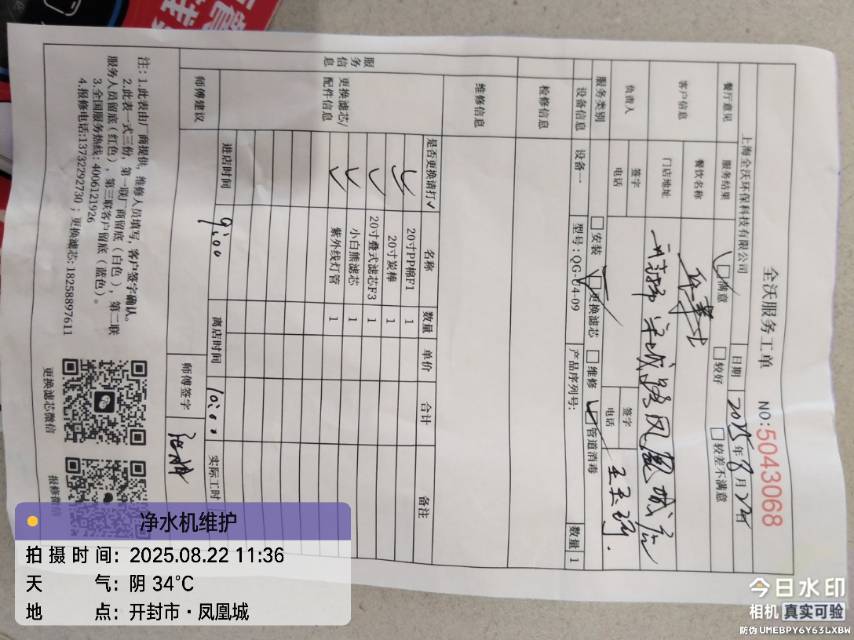 全沃服务工单
NO:5043068
上海全沃环保科技有限公司
日期 2025年8月22日
餐厅意见 服务结果 满意 较好 较差不满意
客户信息 餐饮名称
门店地址 开封市 凤凰城店
负责人 签字 签字
电话 电话
服务类别 安装 更换滤芯 维修 管道消毒
设备信息 设备一 型号:QG-U4-09 产品序列号: 数量 1
检修信息
维修信息
服务信息
更换滤芯/配件信息
是否更换请打✓ 名称 数量 单价 合计 备注
20寸PP棉F1 1
✓ 20寸炭棒 1
✓ 20寸叠式滤芯F3 1
✓ 小白熊滤芯 1
✓ 紫外线灯管 1
师傅建议
进店时间 9:00 离店时间 10:00 实际工时
师傅签字
注:1.此表由厂商提供,维修人员填写,客户签字确认。
2.此表一式三份,第一联厂商留底(白色),第二联
服务人员留底(红色),第三联客户留底(蓝色)。
3.全国服务热线:4006121926
4.报修电话:13732292730;更换滤芯:18258897611
更换滤芯微信
报修微信
净水机维护
拍摄时间:2025.08.22 11:36
天气:阴 34℃
地点:开封市·凤凰城
今日水印
相机 真实可验
防伪 UMEBPY6Y63LXBW